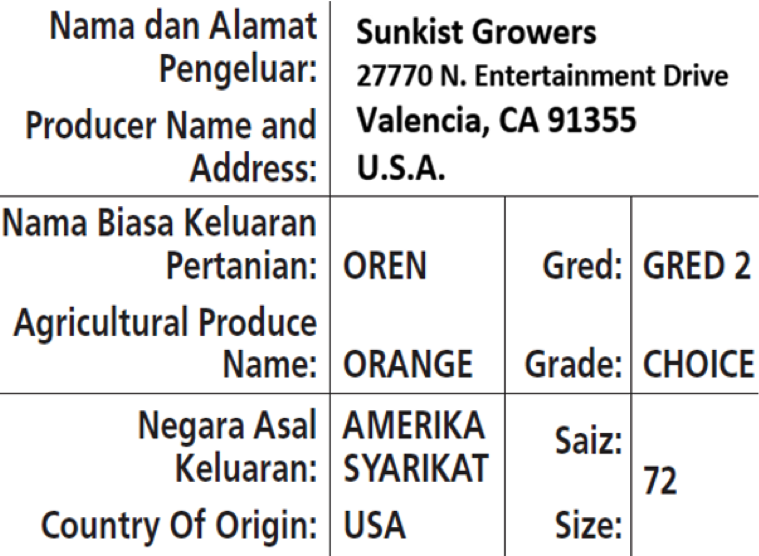 Nama dan Alamat Pengeluar:
Producer Name and Address:
Sunkist Growers
27770 N. Entertainment Drive
Valencia, CA 91355
U.S.A.
Nama Biasa Keluaran Pertanian:
OREN
Gred:
GRED 2
Agricultural Produce Name:
ORANGE
Grade:
CHOICE
Negara Asal Keluaran:
AMERIKA SYARIKAT
Saiz:
72
Country Of Origin:
USA
Size: